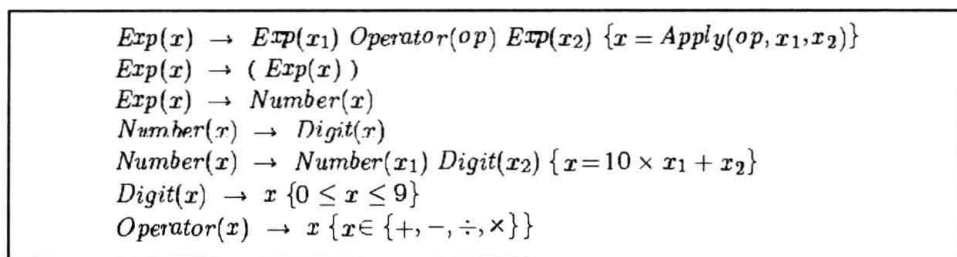 Exp(x) → Exp(x₁) Operator(op) Exp(x₂) {x = Apply(op, x₁, x₂)}
Exp(x) → ( Exp(x) )
Exp(x) → Number(x)
Number(x) → Digit(x)
Number(x) → Number(x₁) Digit(x₂) {x = 10 × x₁ + x₂}
Digit(x) → x {0 ≤ x ≤ 9}
Operator(x) → x {x ∈ {+, −, ÷, ×}}